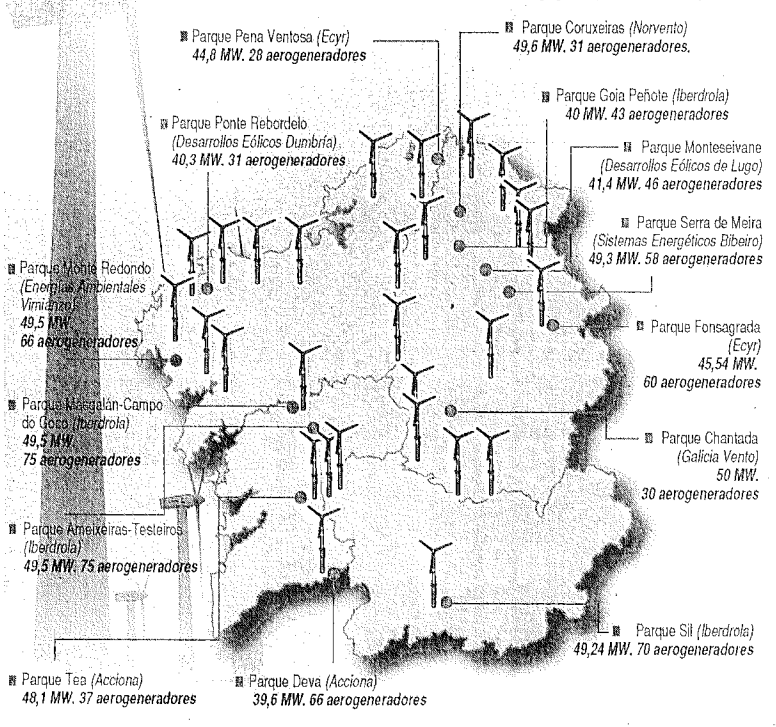 Parque Pena Ventosa (Ecyr)
44,8 MW. 28 aerogeneradores
Parque Coruxeiras (Norvento)
49,6 MW. 31 aerogeneradores.
Parque Goia Peñote (Iberdrola)
40 MW. 43 aerogeneradores
Parque Ponte Rebordelo
(Desarrollos Eólicos Dumbría)
40,3 MW. 31 aerogeneradores
Parque Monteseivane
(Desarrollos Eólicos de Lugo)
41,4 MW. 46 aerogeneradores
Parque Serra de Meira
(Sistemas Energéticos Bibeiro)
49,3 MW. 58 aerogeneradores
Parque Monte Redondo
(Energías Ambientales
Vimianzo)
49,5 MW.
66 aerogeneradores
Parque Fonsagrada
(Ecyr)
45,54 MW.
60 aerogeneradores
Parque Masgalán-Campo
do Coco (Iberdrola)
49,5 MW.
75 aerogeneradores
Parque Chantada
(Galicia Vento)
50 MW.
30 aerogeneradores
Parque Ameixeiras-Testeiros
(Iberdrola)
49,5 MW. 75 aerogeneradores
Parque Sil (Iberdrola)
49,24 MW. 70 aerogeneradores
Parque Tea (Acciona)
48,1 MW. 37 aerogeneradores
Parque Deva (Acciona)
39,6 MW. 66 aerogeneradores